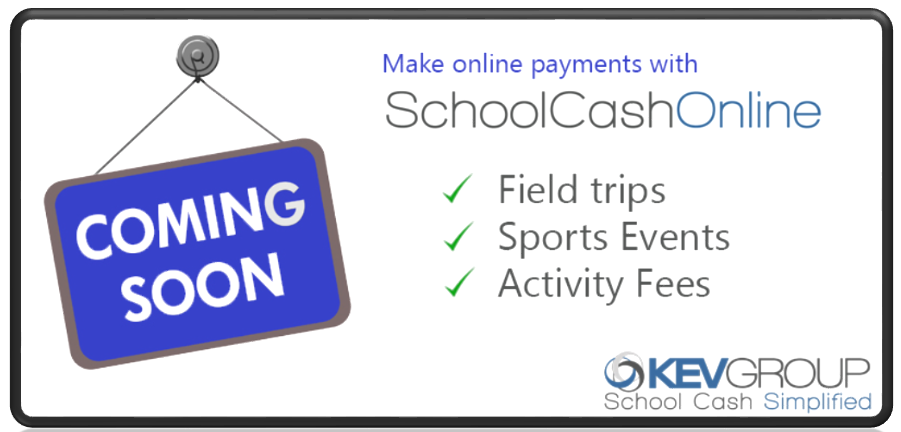 COMING
SOON
Make online payments with
SchoolCashOnline
Field trips
Sports Events
Activity Fees
KEVGROUP
School Cash Simplified